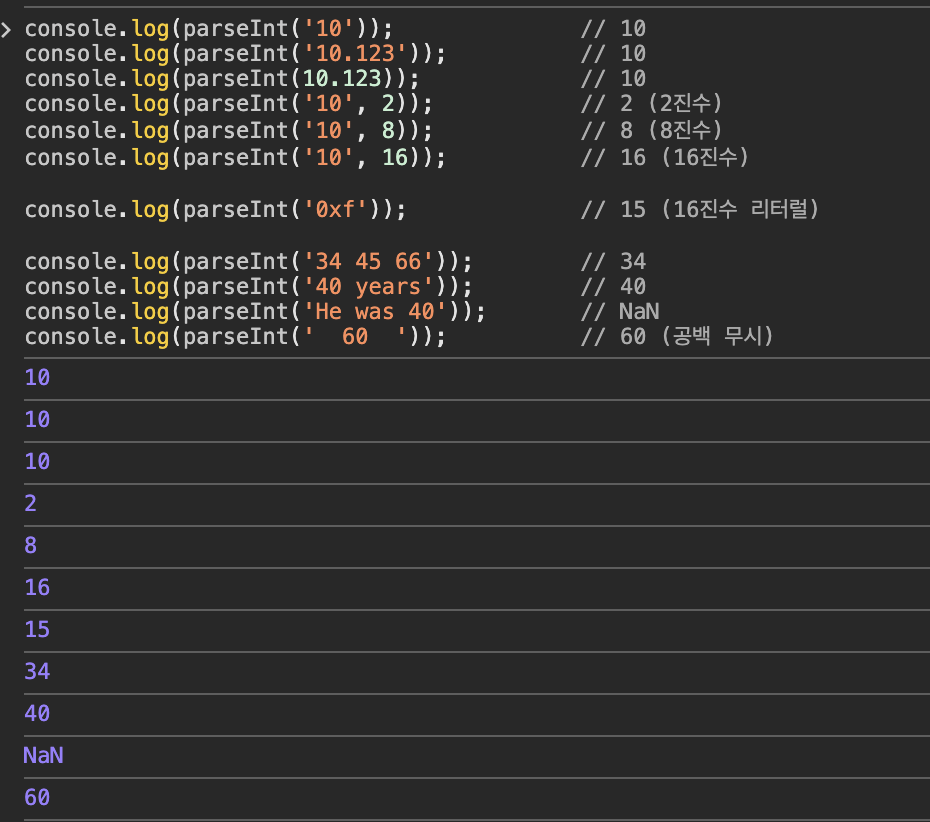 console.log(parseInt('10')); // 10
console.log(parseInt('10.123')); // 10
console.log(parseInt(10.123)); // 10
console.log(parseInt('10', 2)); // 2 (2진수)
console.log(parseInt('10', 8)); // 8 (8진수)
console.log(parseInt('10', 16)); // 16 (16진수)
console.log(parseInt('0xf')); // 15 (16진수 리터럴)
console.log(parseInt('34 45 66')); // 34
console.log(parseInt('40 years')); // 40
console.log(parseInt('He was 40')); // NaN
console.log(parseInt('  60  ')); // 60 (공백 무시)
10
10
10
2
8
16
15
34
40
NaN
60